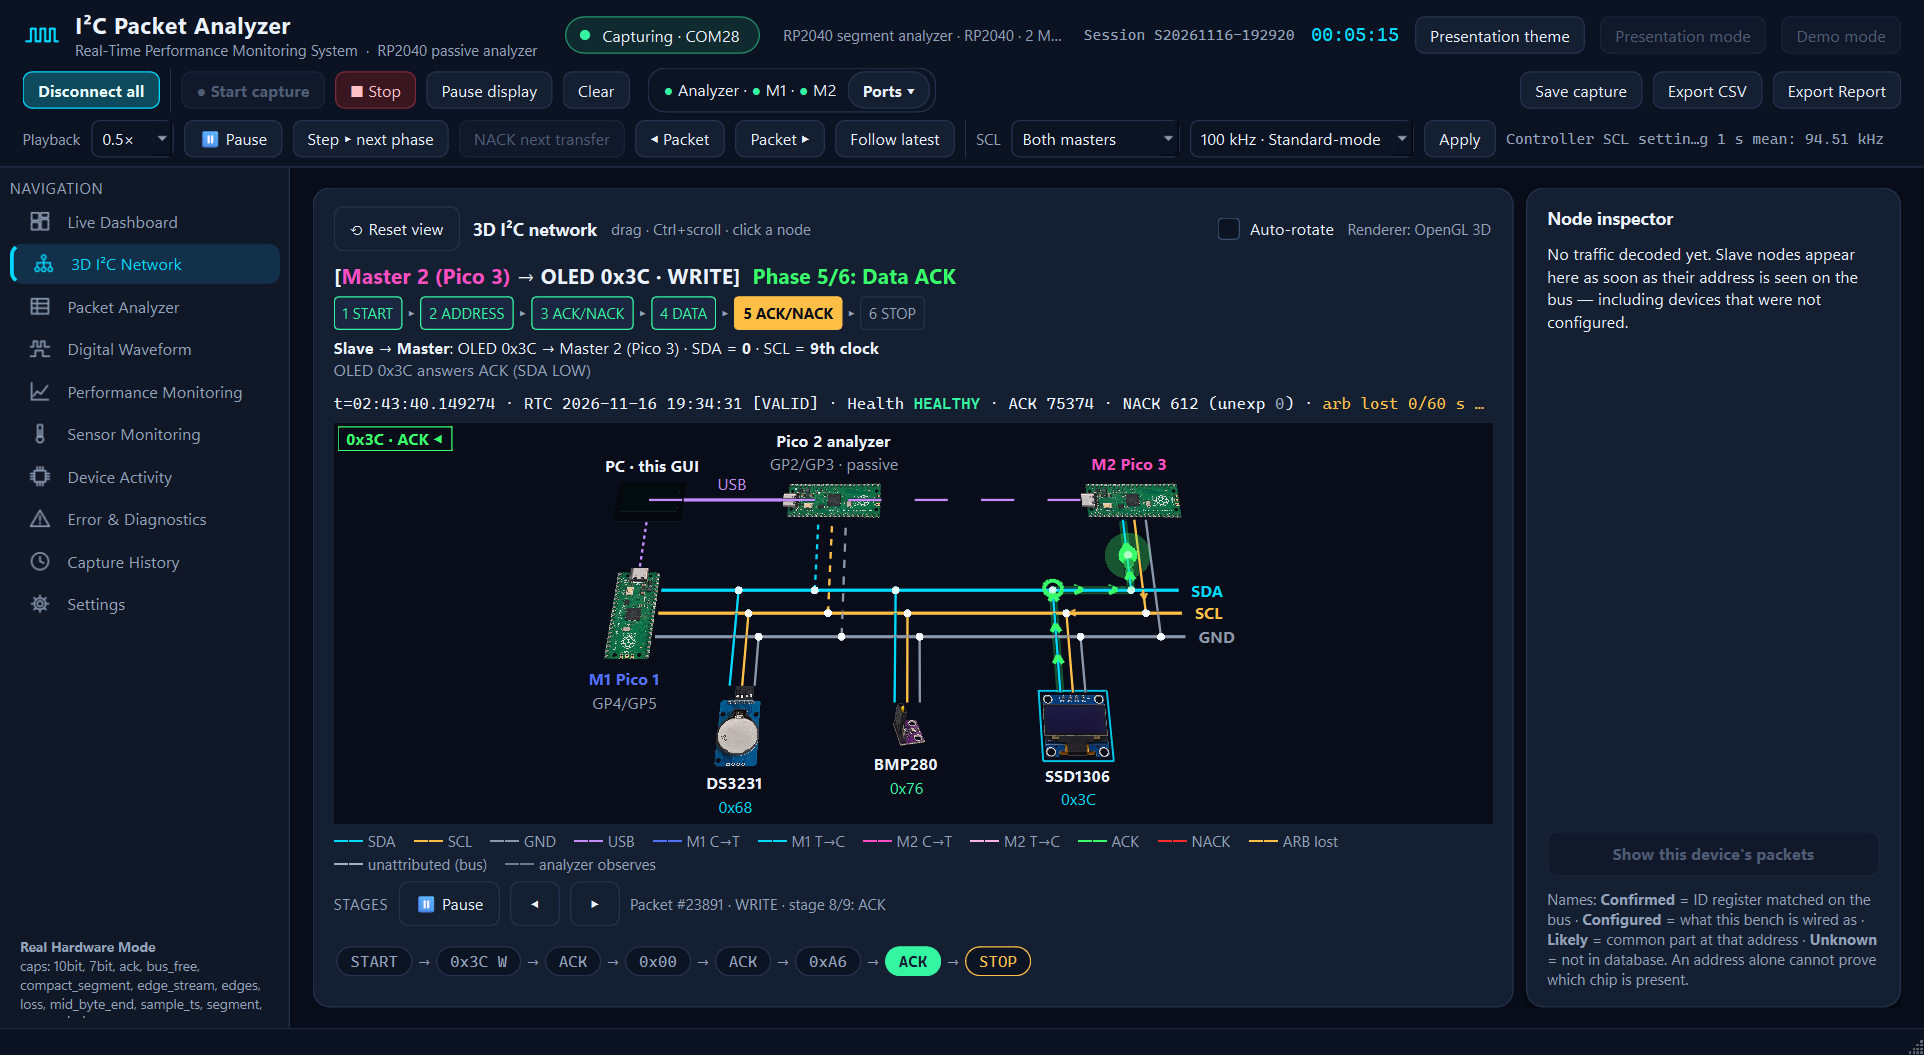 I²C Packet Analyzer
Real-Time Performance Monitoring System · RP2040 passive analyzer
Capturing · COM28
RP2040 segment analyzer · RP2040 · 2 M...
Session S20261116-192920
00:05:15
Presentation theme
Presentation mode
Demo mode
Disconnect all
● Start capture
Stop
Pause display
Clear
● Analyzer · ● M1 · ● M2
Ports ▾
Save capture
Export CSV
Export Report
Playback
0.5×
Pause
Step ▸ next phase
NACK next transfer
◂ Packet
Packet ▸
Follow latest
SCL
Both masters
100 kHz · Standard-mode
Apply
Controller SCL settin…g 1 s mean: 94.51 kHz
NAVIGATION
Live Dashboard
3D I²C Network
Packet Analyzer
Digital Waveform
Performance Monitoring
Sensor Monitoring
Device Activity
Error & Diagnostics
Capture History
Settings
Real Hardware Mode
caps: 10bit, 7bit, ack, bus_free,
compact_segment, edge_stream, edges,
loss, mid_byte_end, sample_ts, segment,
⟲ Reset view
3D I²C network
drag · Ctrl+scroll · click a node
Auto-rotate
Renderer: OpenGL 3D
[Master 2 (Pico 3) → OLED 0x3C · WRITE] Phase 5/6: Data ACK
1 START ▸ 2 ADDRESS ▸ 3 ACK/NACK ▸ 4 DATA ▸ 5 ACK/NACK ▸ 6 STOP
Slave → Master: OLED 0x3C → Master 2 (Pico 3) · SDA = 0 · SCL = 9th clock
OLED 0x3C answers ACK (SDA LOW)
t=02:43:40.149274 · RTC 2026-11-16 19:34:31 [VALID] · Health HEALTHY · ACK 75374 · NACK 612 (unexp 0) · arb lost 0/60 s …
0x3C · ACK ◂
Pico 2 analyzer
GP2/GP3 · passive
PC · this GUI
USB
M2 Pico 3
SDA
SCL
GND
M1 Pico 1
GP4/GP5
DS3231
0x68
BMP280
0x76
SSD1306
0x3C
SDA
SCL
GND
USB
M1 C→T
M1 T→C
M2 C→T
M2 T→C
ACK
NACK
ARB lost
unattributed (bus)
analyzer observes
STAGES
Pause
◂
▸
Packet #23891 · WRITE · stage 8/9: ACK
START → 0x3C W → ACK → 0x00 → ACK → 0xA6 → ACK → STOP
Node inspector
No traffic decoded yet. Slave nodes appear
here as soon as their address is seen on the
bus — including devices that were not
configured.
Show this device's packets
Names: Confirmed = ID register matched on the
bus · Configured = what this bench is wired as ·
Likely = common part at that address · Unknown
= not in database. An address alone cannot prove
which chip is present.